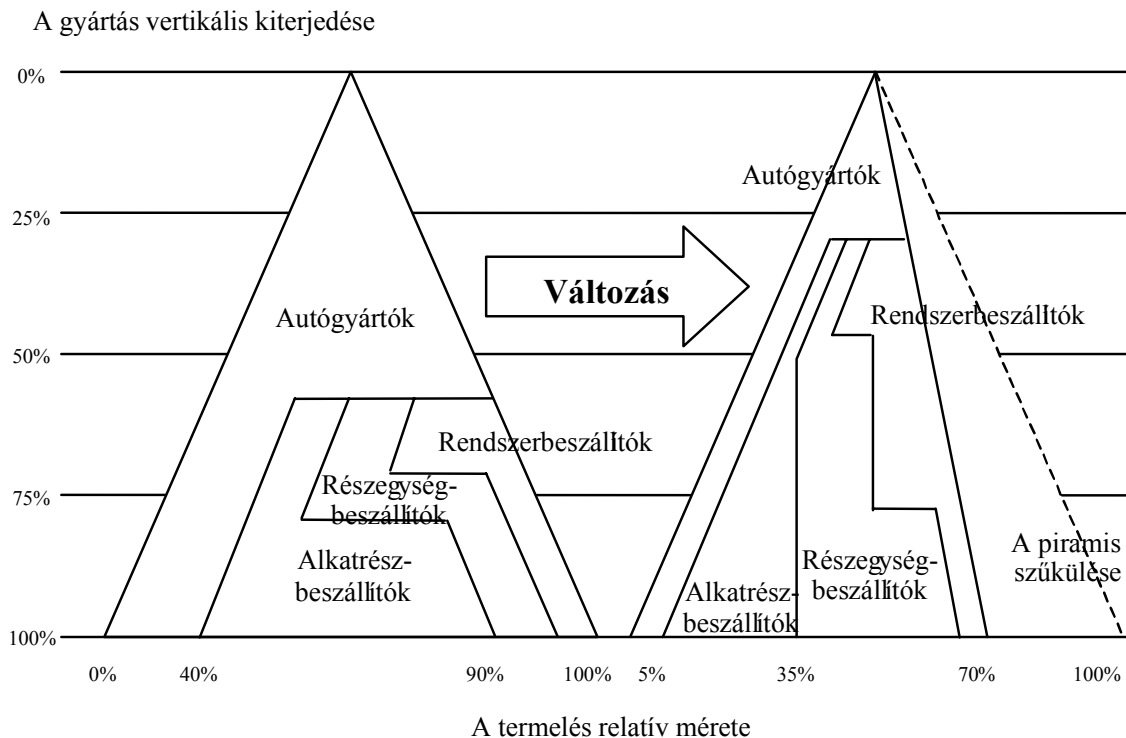 A gyártás vertikális kiterjedése
0%
Autógyártók
25%
Változás
Autógyártók
Rendszerbeszállítók
50%
Rendszerbeszállítók
75%
Részegység-
beszállítók
Alkatrész-
beszállítók
Alkatrész-
beszállítók
Részegység-
beszállítók
A piramis
szűkülése
100%
0% 40% 90% 100% 5% 35% 70% 100%
A termelés relatív mérete